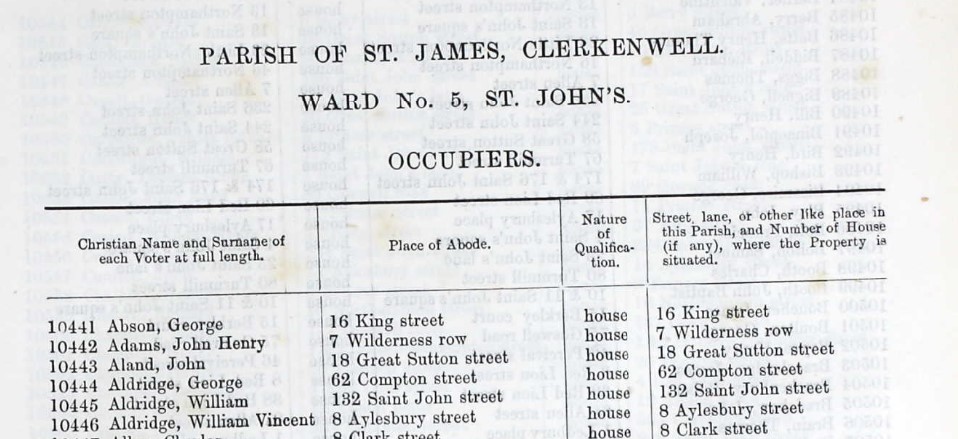 PARISH OF ST. JAMES, CLERKENWELL.
WARD No. 5, ST. JOHN'S.
OCCUPIERS.
Christian Name and Surname of
each Voter at full length.
Place of Abode.
Nature
of
Qualifica-
tion.
Street, lane, or other like place in
this Parish, and Number of House
(if any), where the Property is
situated.
10441 Abson, George 16 King street house 16 King street
10442 Adams, John Henry 7 Wilderness row house 7 Wilderness row
10443 Aland, John 18 Great Sutton street house 18 Great Sutton street
10444 Aldridge, George 62 Compton street house 62 Compton street
10445 Aldridge, William 132 Saint John street house 132 Saint John street
10446 Aldridge, William Vincent 8 Aylesbury street house 8 Aylesbury street
8 Clark street house 8 Clark street